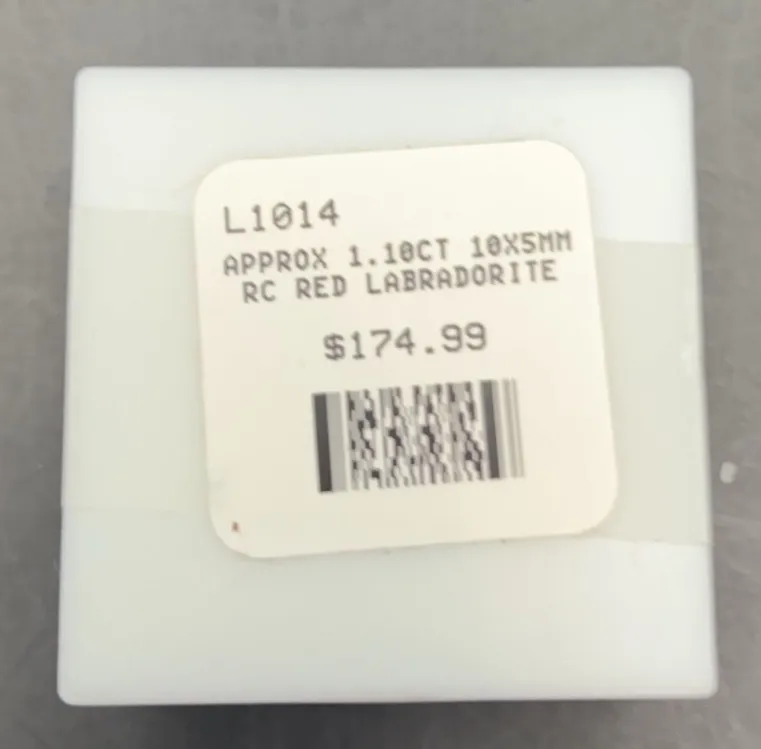 L1014
APPROX 1.10CT 10X5MM
RC RED LABRADORITE
$174.99